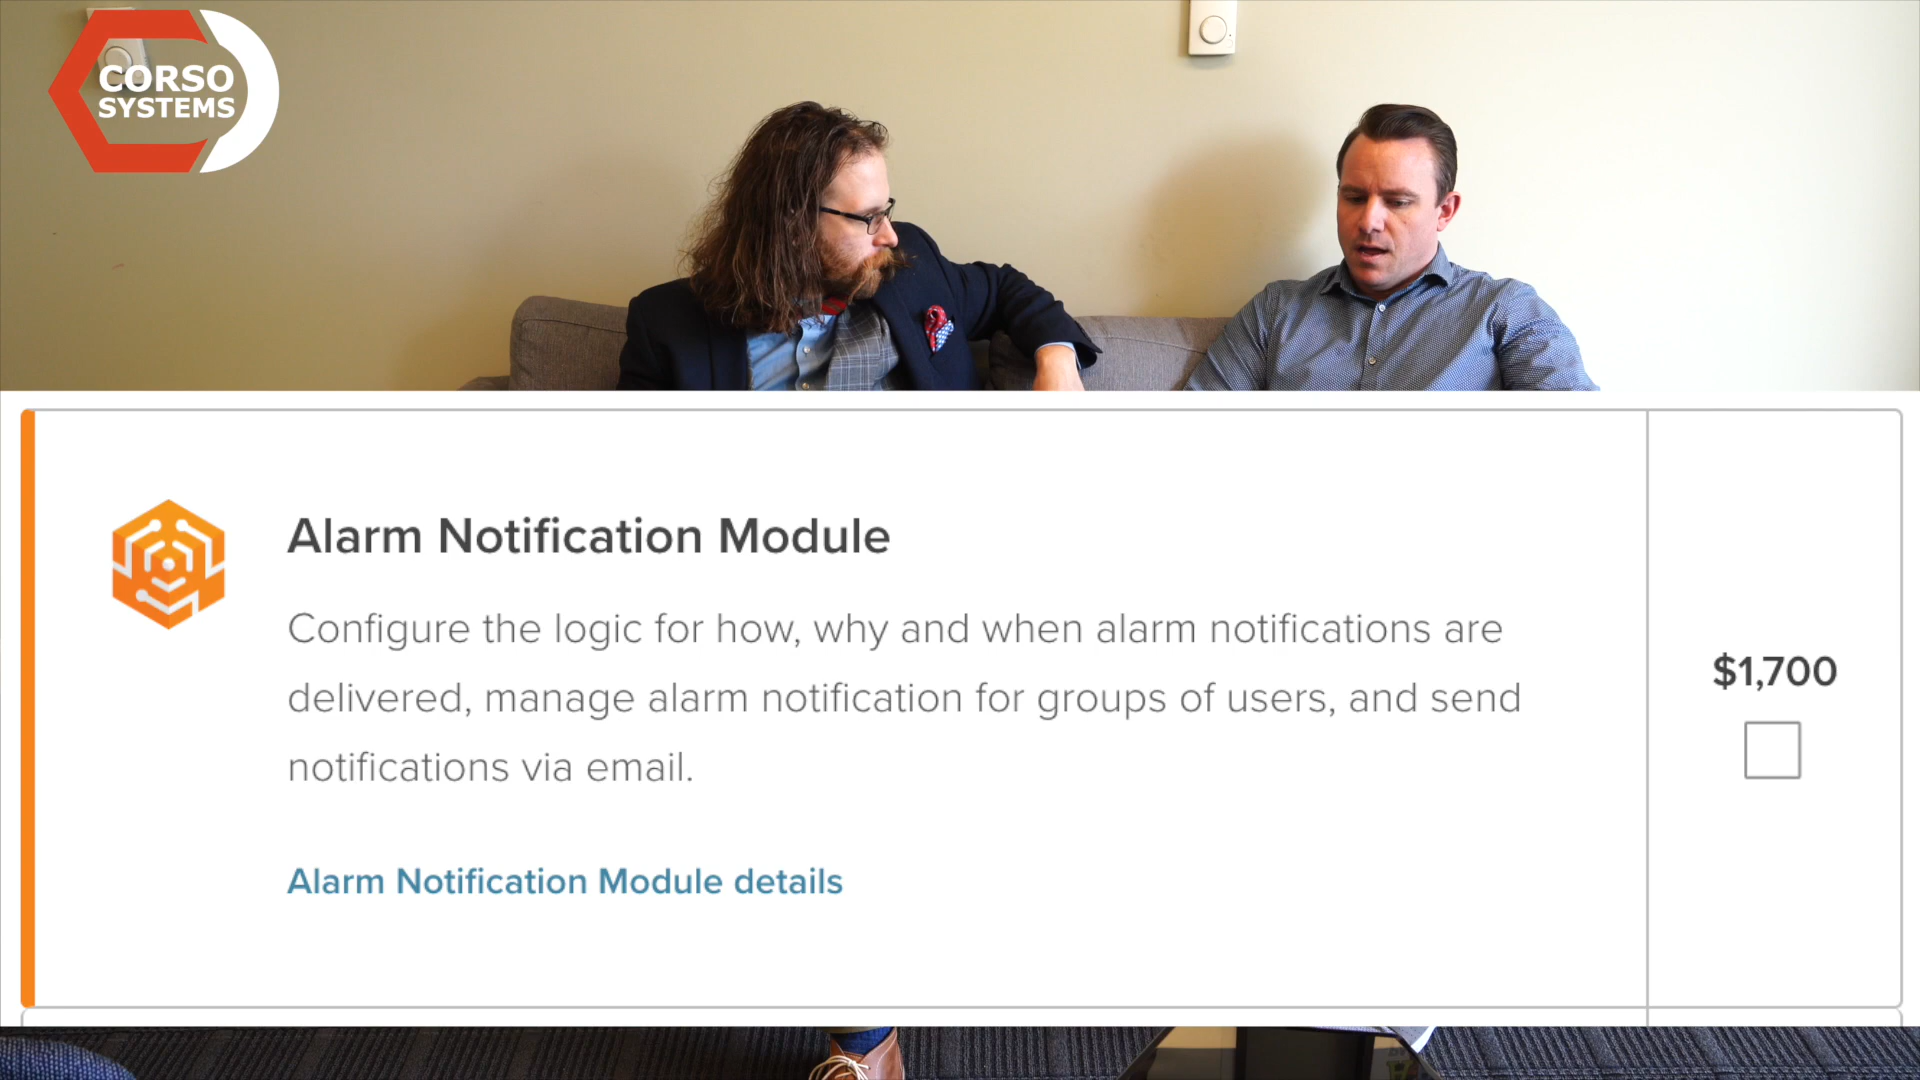 CORSO
SYSTEMS
Alarm Notification Module
Configure the logic for how, why and when alarm notifications are
delivered, manage alarm notification for groups of users, and send
notifications via email.
$1,700
Alarm Notification Module details